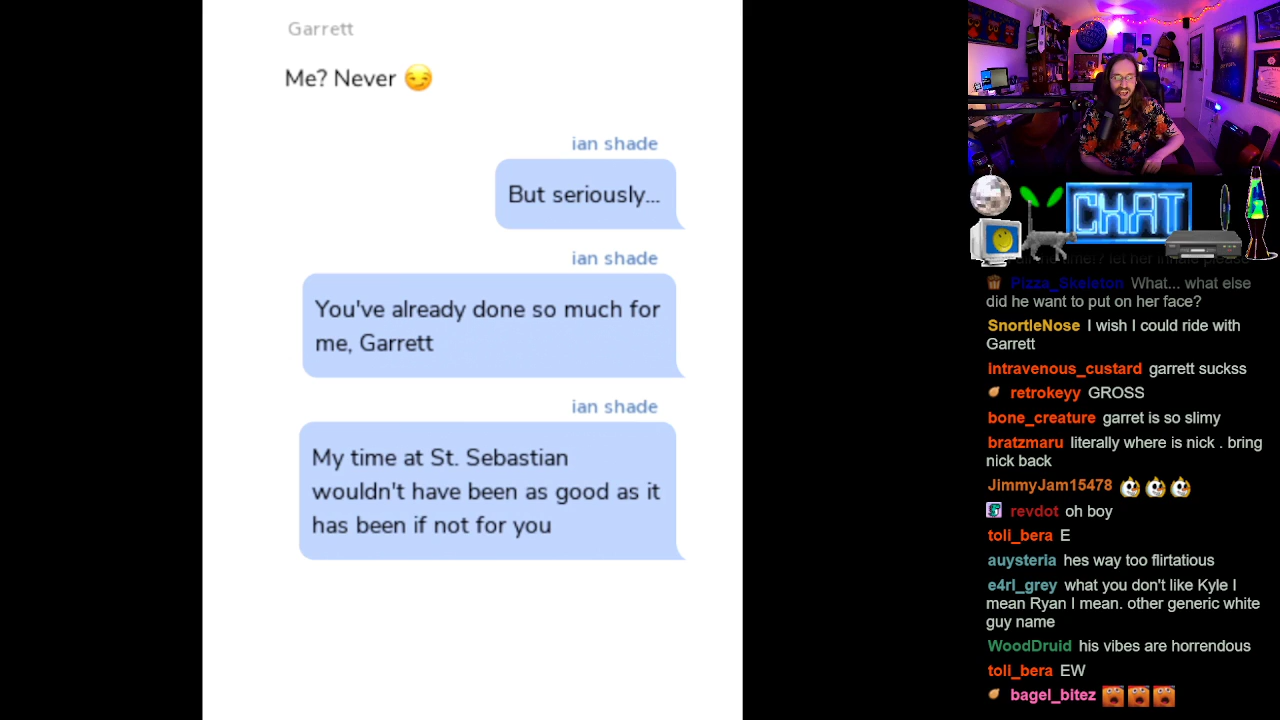 Garrett
Me? Never 😏
ian shade
But seriously...
ian shade
You've already done so much for
me, Garrett
ian shade
My time at St. Sebastian
wouldn't have been as good as it
has been if not for you
CHAT
time!? let her inhale please
Pizza_Skeleton What... what else
did he want to put on her face?
SnortleNose I wish I could ride with
Garrett
Intravenous_custard garrett suckss
retrokeyy GROSS
bone_creature garret is so slimy
bratzmaru literally where is nick . bring
nick back
JimmyJam15478
revdot oh boy
toli_bera E
auysteria hes way too flirtatious
e4rl_grey what you don't like Kyle I
mean Ryan I mean. other generic white
guy name
WoodDruid his vibes are horrendous
toli_bera EW
bagel_bitez